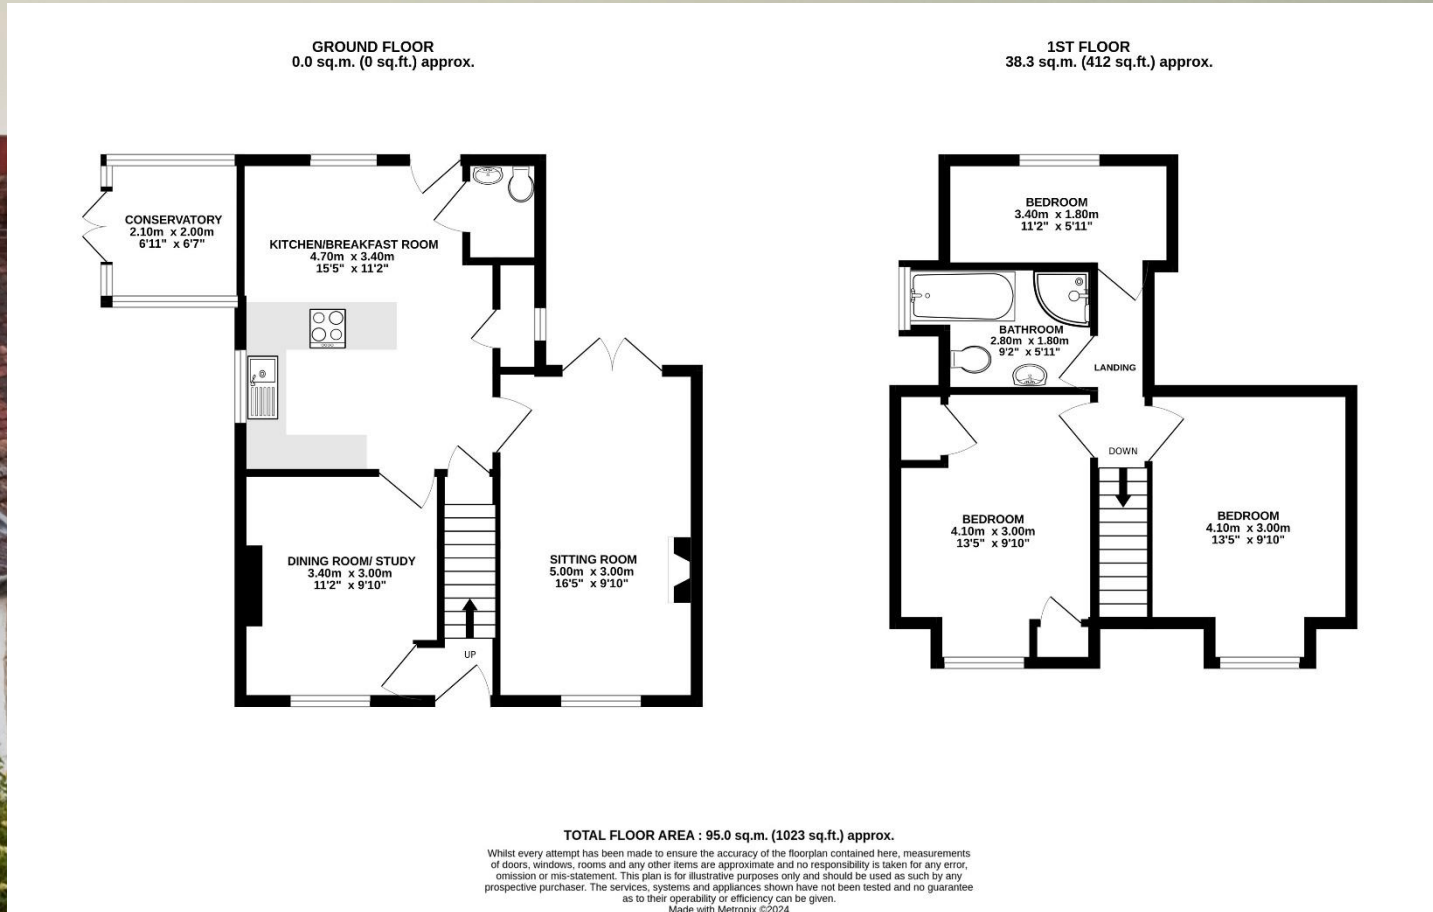 GROUND FLOOR
0.0 sq.m. (0 sq.ft.) approx.
1ST FLOOR
38.3 sq.m. (412 sq.ft.) approx.
CONSERVATORY
2.10m x 2.00m
6'11" x 6'7"
KITCHEN/BREAKFAST ROOM
4.70m x 3.40m
15'5" x 11'2"
DINING ROOM/ STUDY
3.40m x 3.00m
11'2" x 9'10"
SITTING ROOM
5.00m x 3.00m
16'5" x 9'10"
UP
BEDROOM
3.40m x 1.80m
11'2" x 5'11"
BATHROOM
2.80m x 1.80m
9'2" x 5'11"
LANDING
DOWN
BEDROOM
4.10m x 3.00m
13'5" x 9'10"
BEDROOM
4.10m x 3.00m
13'5" x 9'10"
TOTAL FLOOR AREA : 95.0 sq.m. (1023 sq.ft.) approx.
Whilst every attempt has been made to ensure the accuracy of the floorplan contained here, measurements
of doors, windows, rooms and any other items are approximate and no responsibility is taken for any error,
omission or mis-statement. This plan is for illustrative purposes only and should be used as such by any
prospective purchaser. The services, systems and appliances shown have not been tested and no guarantee
as to their operability or efficiency can be given.
Made with Metropix ©2024